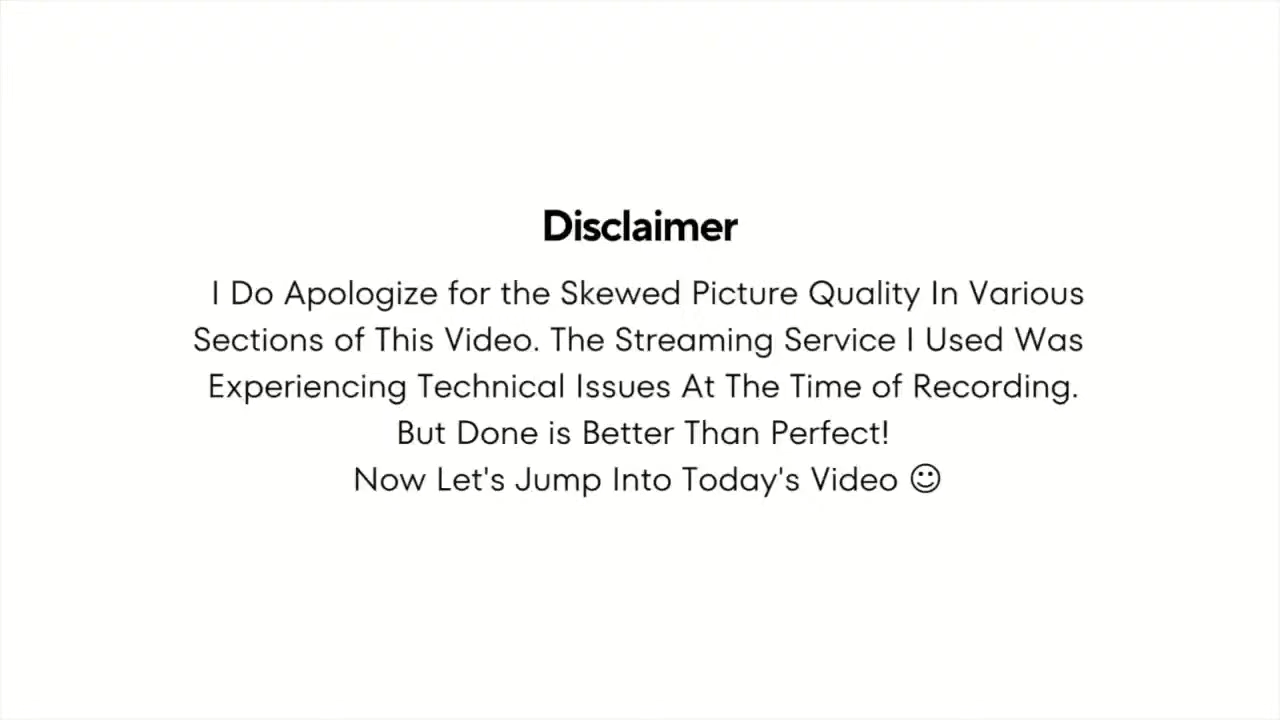 Disclaimer
I Do Apologize for the Skewed Picture Quality In Various
Sections of This Video. The Streaming Service I Used Was
Experiencing Technical Issues At The Time of Recording.
But Done is Better Than Perfect!
Now Let's Jump Into Today's Video ☺